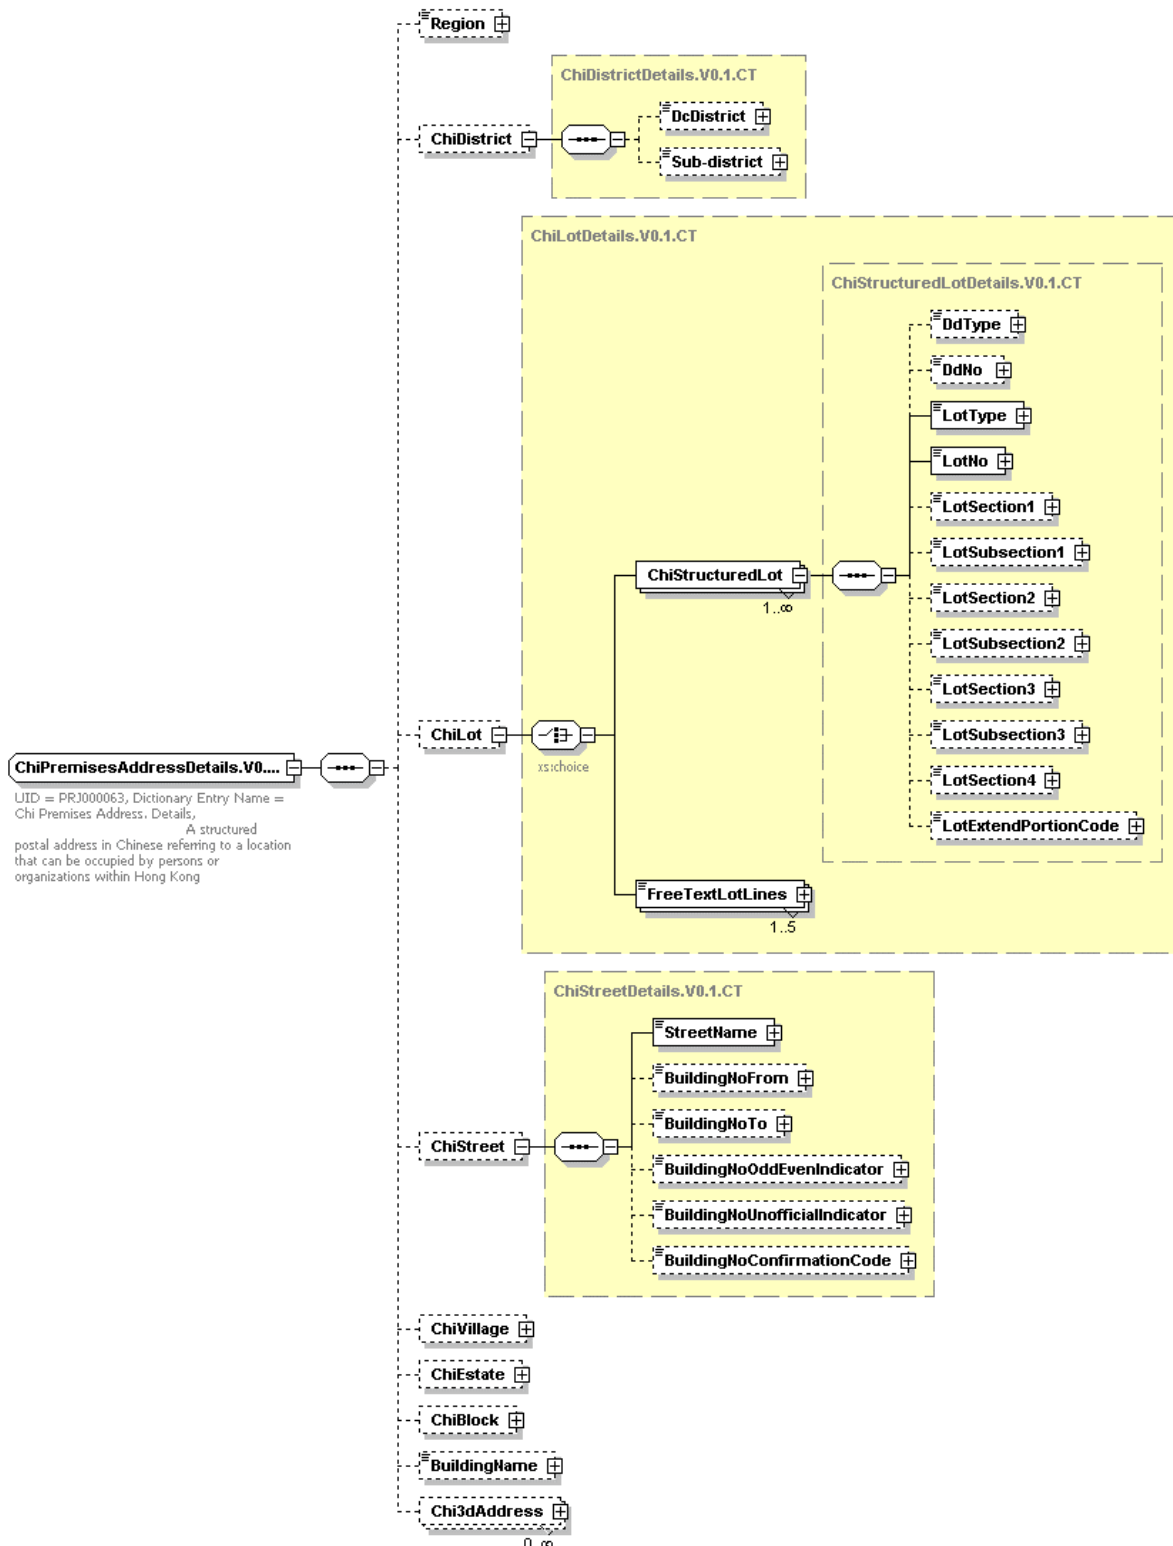 Region
ChiDistrictDetails.V0.1.CT
ChiDistrict
DcDistrict
Sub-district
ChiLotDetails.V0.1.CT
ChiStructuredLotDetails.V0.1.CT
DdType
DdNo
LotType
LotNo
LotSection1
LotSubsection1
ChiStructuredLot
1..∞
LotSection2
LotSubsection2
LotSection3
LotSubsection3
LotSection4
LotExtendPortionCode
ChiLot
xs:choice
ChiPremisesAddressDetails.V0....
UID = PRJ000063, Dictionary Entry Name =
Chi Premises Address. Details,
A structured
postal address in Chinese referring to a location
that can be occupied by persons or
organizations within Hong Kong
FreeTextLotLines
1..5
ChiStreetDetails.V0.1.CT
StreetName
BuildingNoFrom
BuildingNoTo
ChiStreet
BuildingNoOddEvenIndicator
BuildingNoUnofficialIndicator
BuildingNoConfirmationCode
ChiVillage
ChiEstate
ChiBlock
BuildingName
Chi3dAddress
0..∞